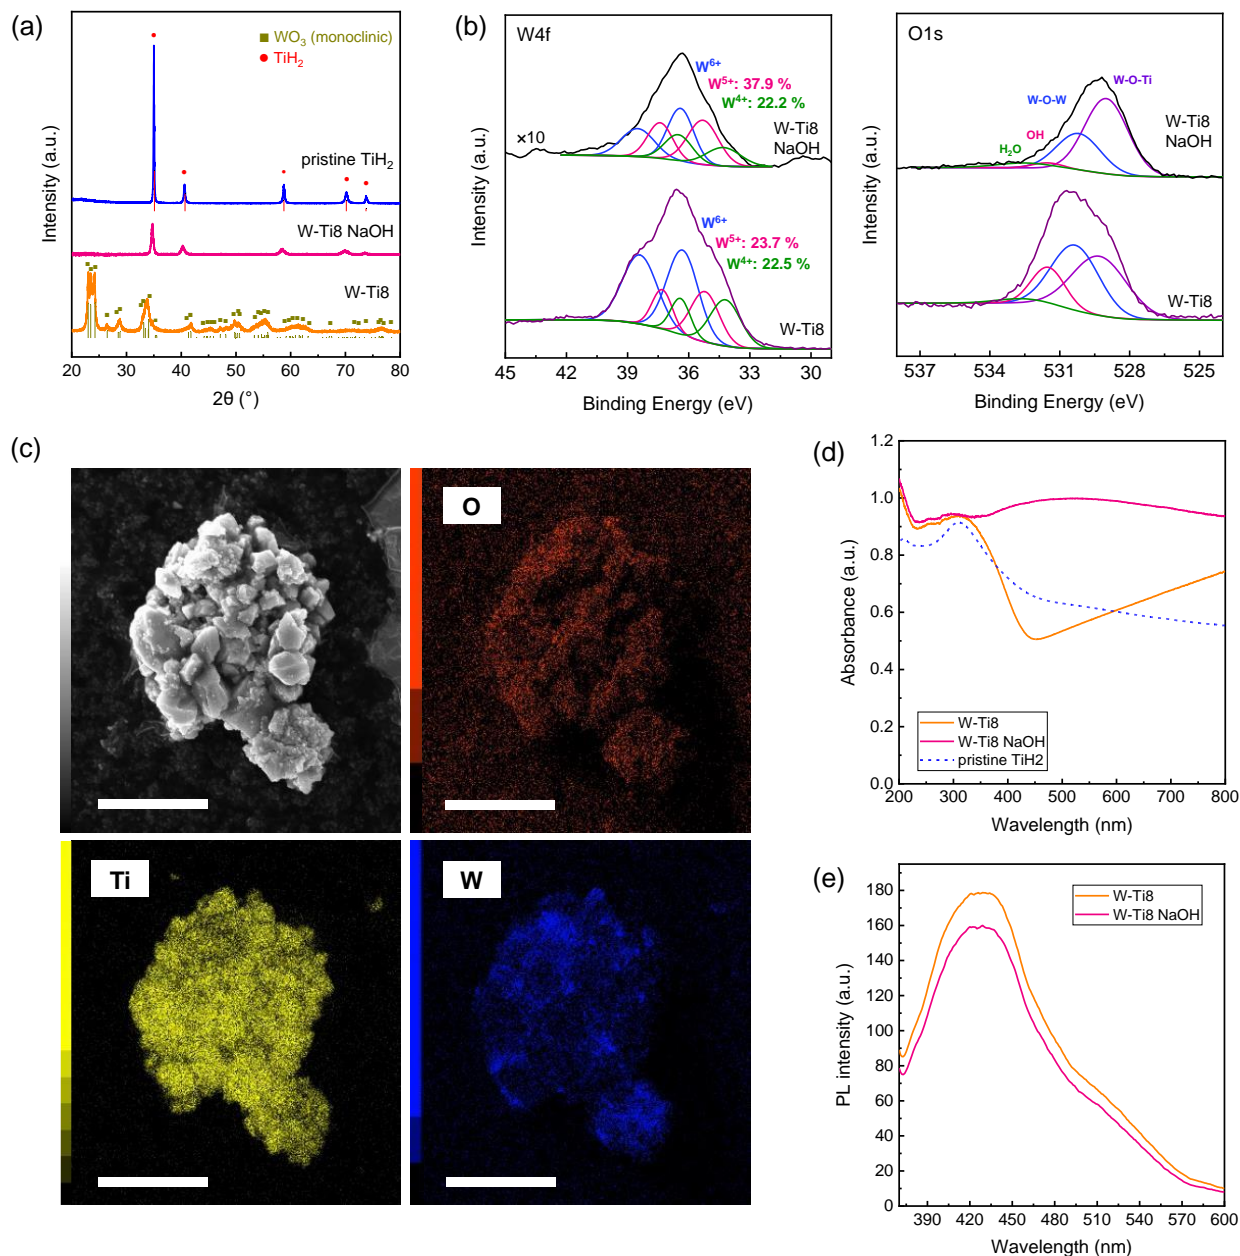 (a)
WO3 (monoclinic)
TiH2
pristine TiH2
W-Ti8 NaOH
W-Ti8
Intensity (a.u.)
20 30 40 50 60 70 80
2θ (°)
(b)
W4f
W6+
W5+: 37.9 %
W4+: 22.2 %
×10
W-Ti8
NaOH
W6+
W5+: 23.7 %
W4+: 22.5 %
W-Ti8
Intensity (a.u.)
45 42 39 36 33 30
Binding Energy (eV)
O1s
W-O-Ti
W-O-W
OH
H2O
W-Ti8
NaOH
W-Ti8
Intensity (a.u.)
537 534 531 528 525
Binding Energy (eV)
(c)
O
Ti
W
(d)
1.2
1.0
0.8
0.6
0.4
0.2
0.0
Absorbance (a.u.)
W-Ti8
W-Ti8 NaOH
pristine TiH2
200 300 400 500 600 700 800
Wavelength (nm)
(e)
180
160
140
120
100
80
60
40
20
0
PL intensity (a.u.)
W-Ti8
W-Ti8 NaOH
390 420 450 480 510 540 570 600
Wavelength (nm)